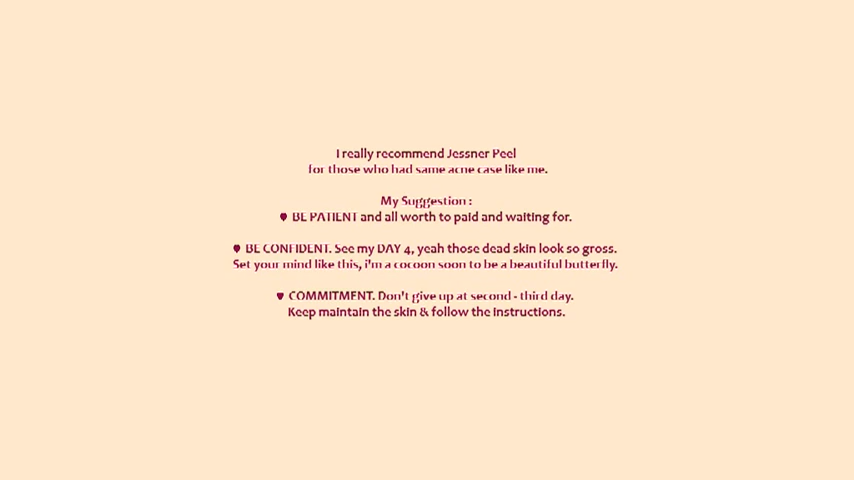 I really recommend Jessner Peel
for those who had same acne case like me.
My Suggestion :
♥ BE PATIENT and all worth to paid and waiting for.
♥ BE CONFIDENT. See my DAY 4, yeah those dead skin look so gross.
Set your mind like this, i'm a cocoon soon to be a beautiful butterfly.
♥ COMMITMENT. Don't give up at second - third day.
Keep maintain the skin & follow the instructions.